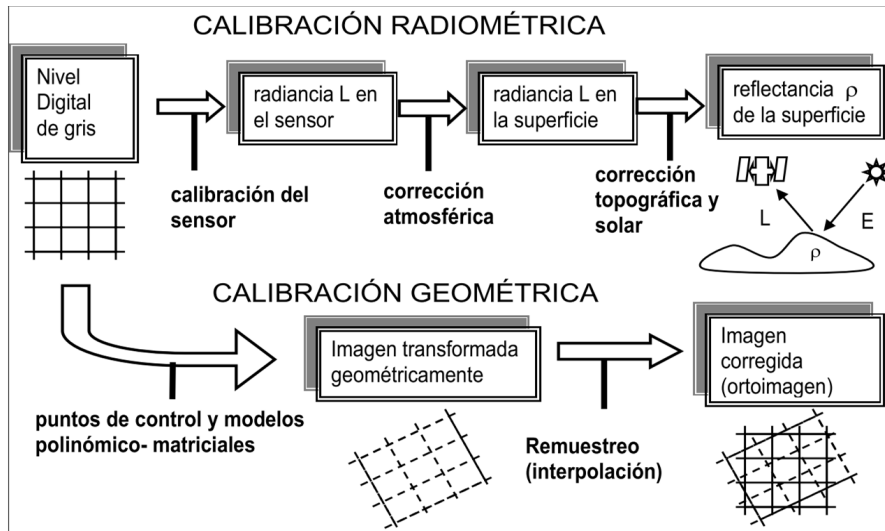 CALIBRACIÓN RADIOMÉTRICA
Nivel
Digital
de gris
radiancia L en
el sensor
radiancia L en
la superficie
reflectancia ρ
de la superficie
calibración del
sensor
corrección
atmosférica
corrección
topográfica y
solar
L
E
ρ
CALIBRACIÓN GEOMÉTRICA
Imagen transformada
geométricamente
Imagen
corregida
(ortoimagen)
puntos de control y modelos
polinómico- matriciales
Remuestreo
(interpolación)